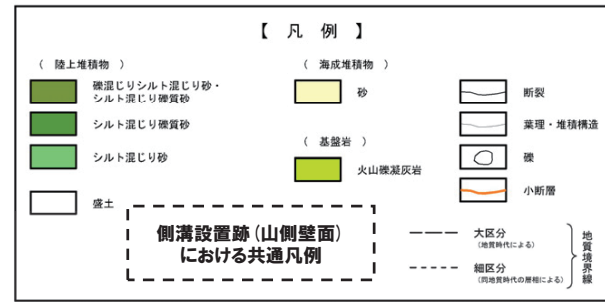 【 凡 例 】
( 陸上堆積物 )
礫混じりシルト混じり砂・
シルト混じり礫質砂
シルト混じり礫質砂
シルト混じり砂
盛土
( 海成堆積物 )
砂
( 基盤岩 )
火山礫凝灰岩
断裂
葉理・堆積構造
礫
小断層
側溝設置跡(山側壁面)
における共通凡例
大区分
(地質時代による)
細区分
(同地質時代の層相による)
地質境界線